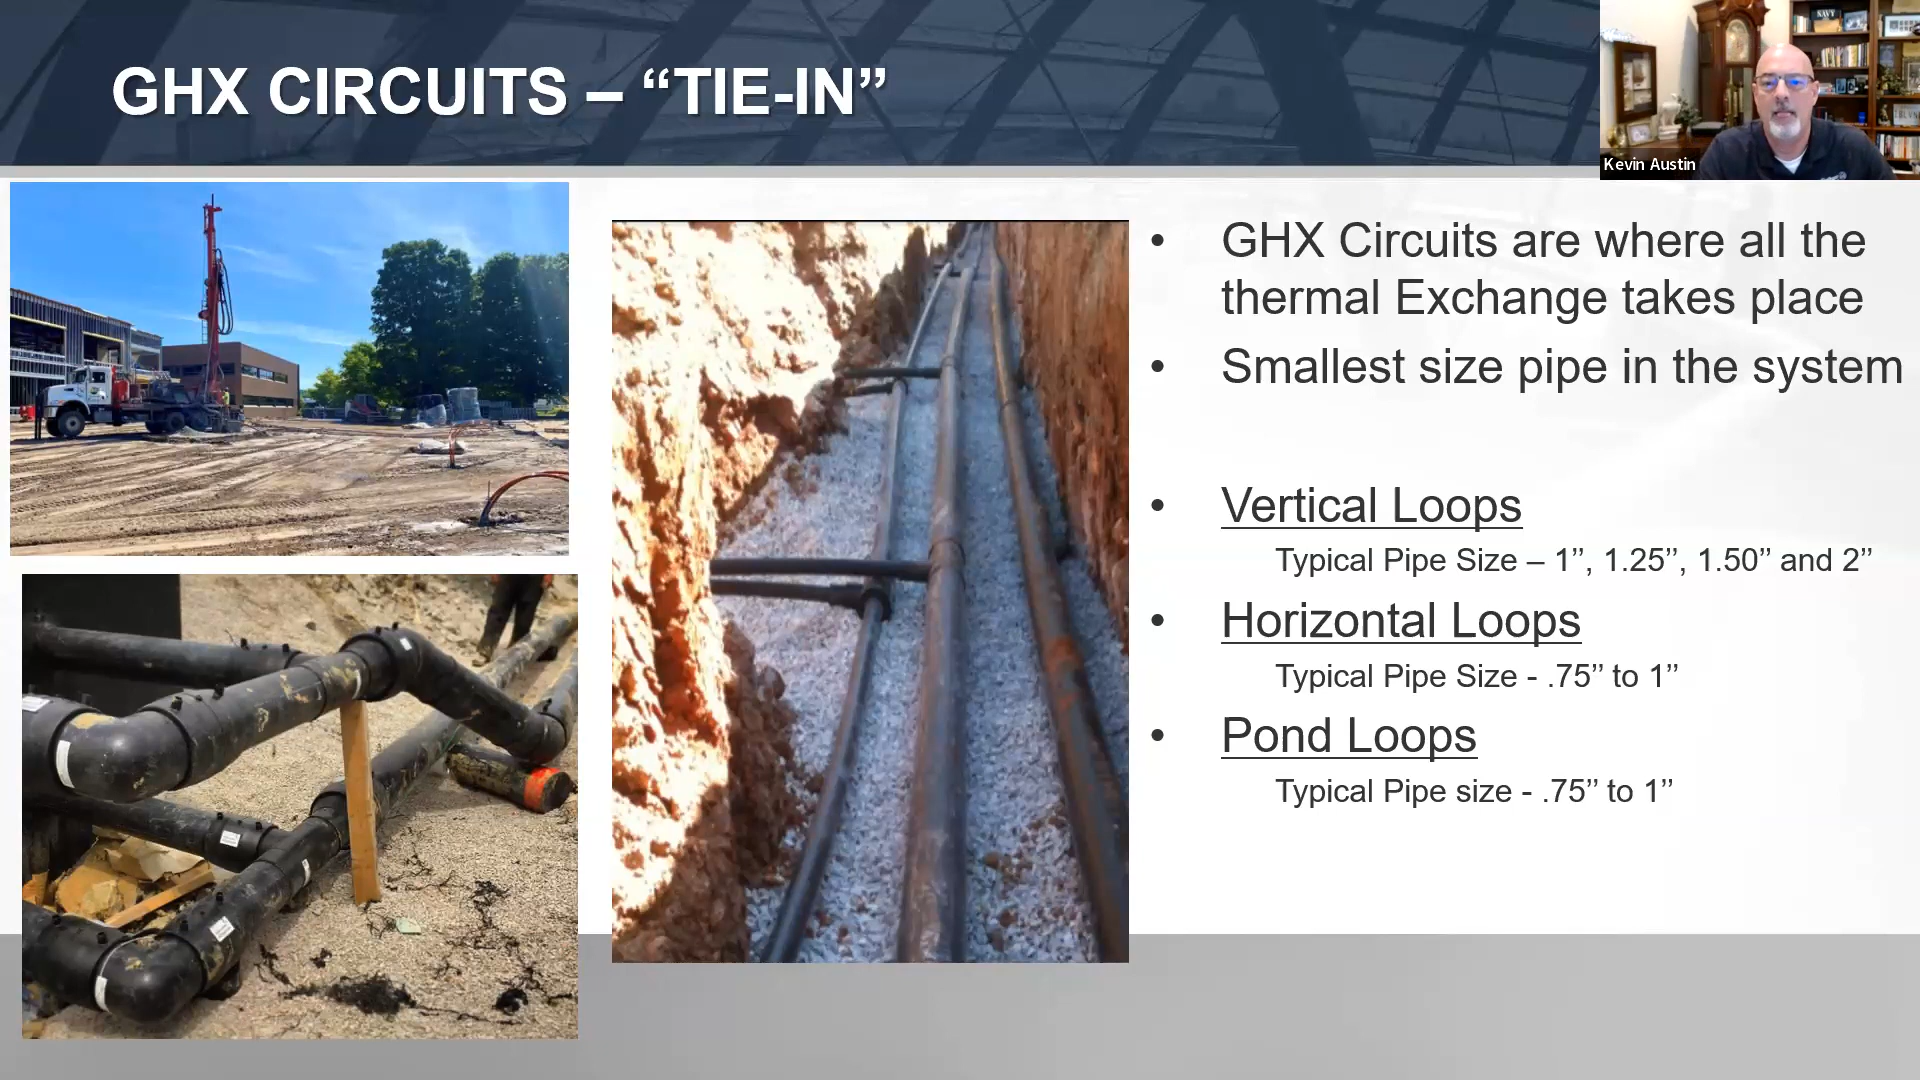 GHX CIRCUITS – “TIE-IN”
NAVY
Kevin Austin
• GHX Circuits are where all the
thermal Exchange takes place
• Smallest size pipe in the system
• Vertical Loops
Typical Pipe Size – 1’’, 1.25’’, 1.50’’ and 2’’
• Horizontal Loops
Typical Pipe Size - .75’’ to 1’’
• Pond Loops
Typical Pipe size - .75’’ to 1’’